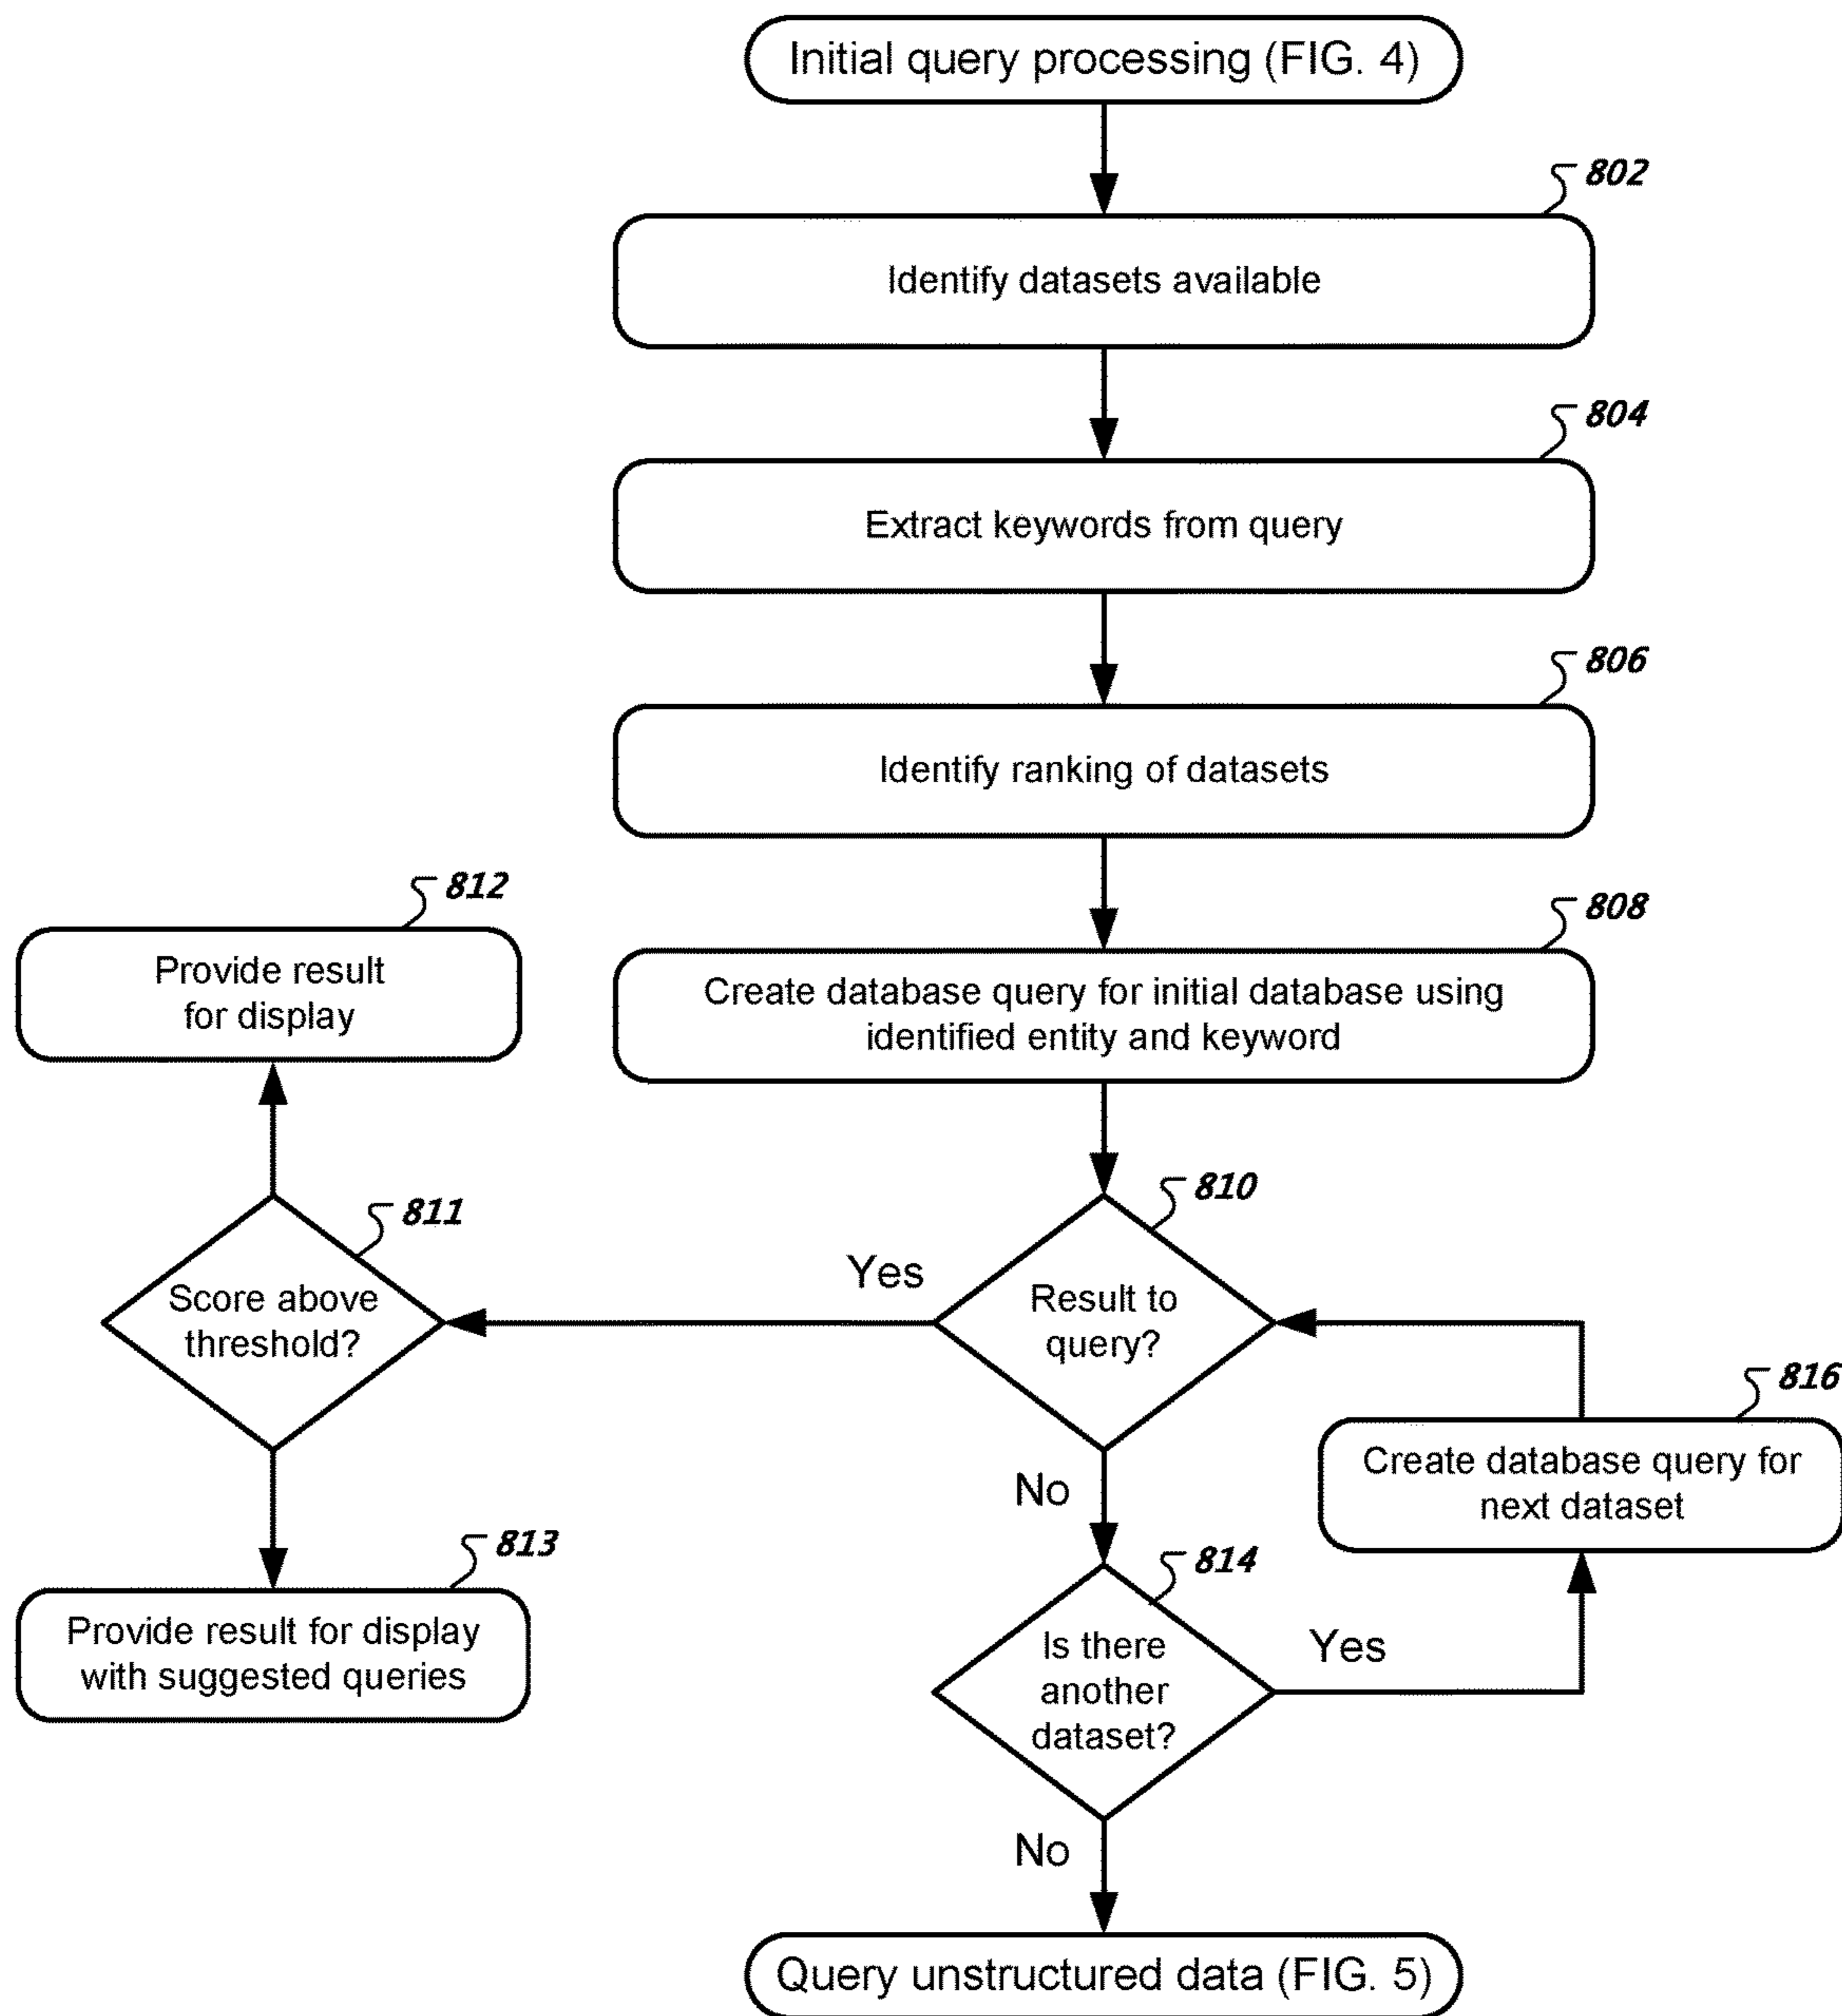 Initial query processing (FIG. 4)
802
Identify datasets available
804
Extract keywords from query
806
Identify ranking of datasets
808
Create database query for initial database using
identified entity and keyword
812
Provide result
for display
810
Result to
query?
Yes
811
Score above
threshold?
No
816
Create database query for
next dataset
813
Provide result for display
with suggested queries
814
Is there
another
dataset?
Yes
No
Query unstructured data (FIG. 5)